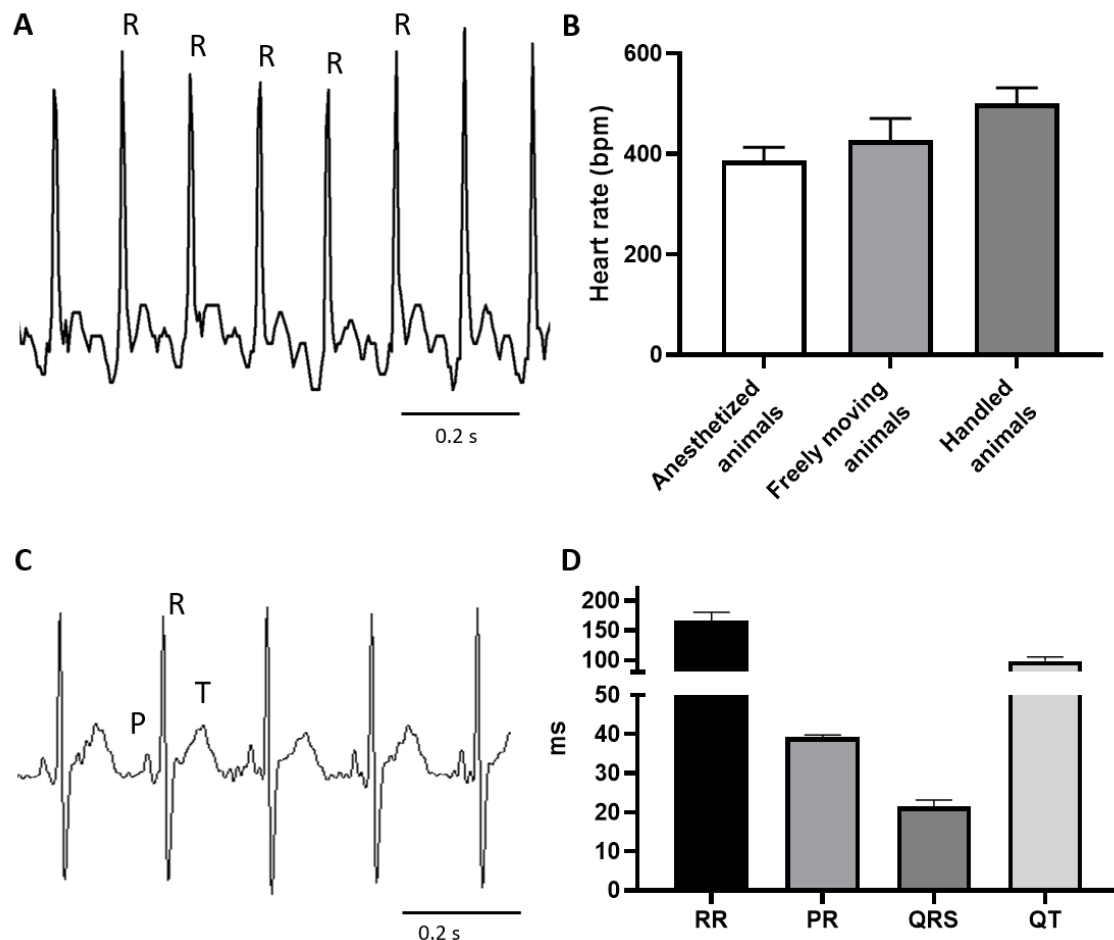 A
R
R
R
R
R
0.2 s
B
Heart rate (bpm)
600
400
200
0
Anesthetized
animals
Freely moving
animals
Handled
animals
C
R
P
T
0.2 s
D
ms
200
150
100
50
40
30
20
10
0
RR
PR
QRS
QT